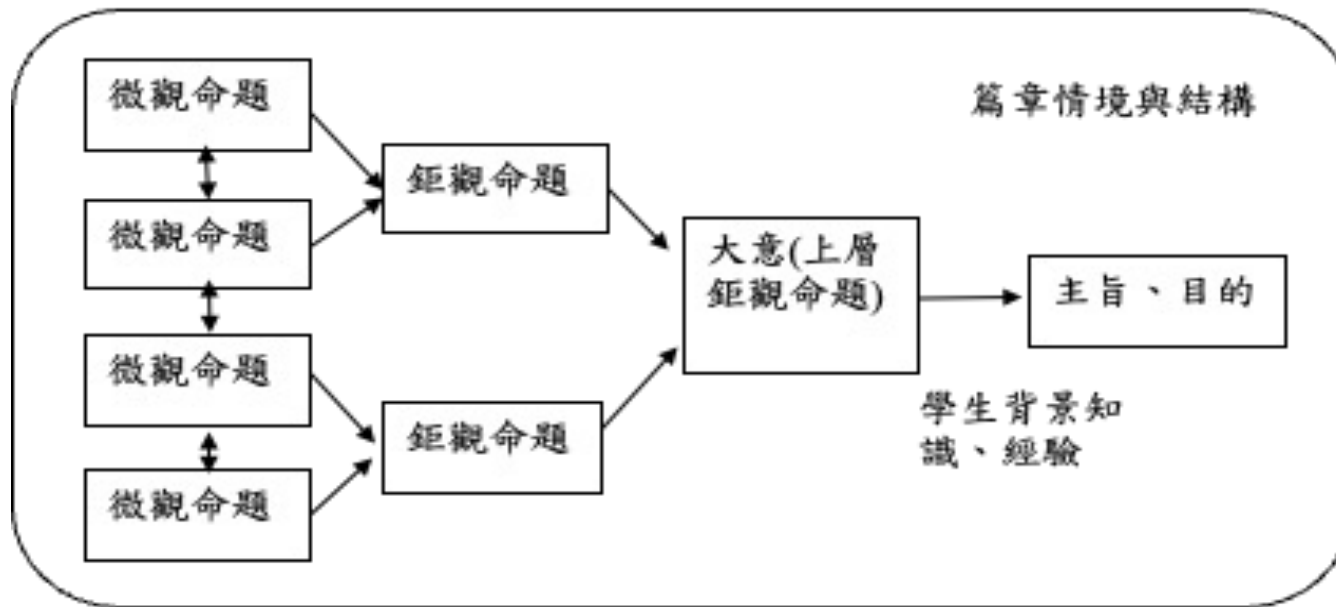 微觀命題
篇章情境與結構
鉅觀命題
微觀命題
大意(上層
鉅觀命題)
主旨、目的
微觀命題
學生背景知
識、經驗
鉅觀命題
微觀命題